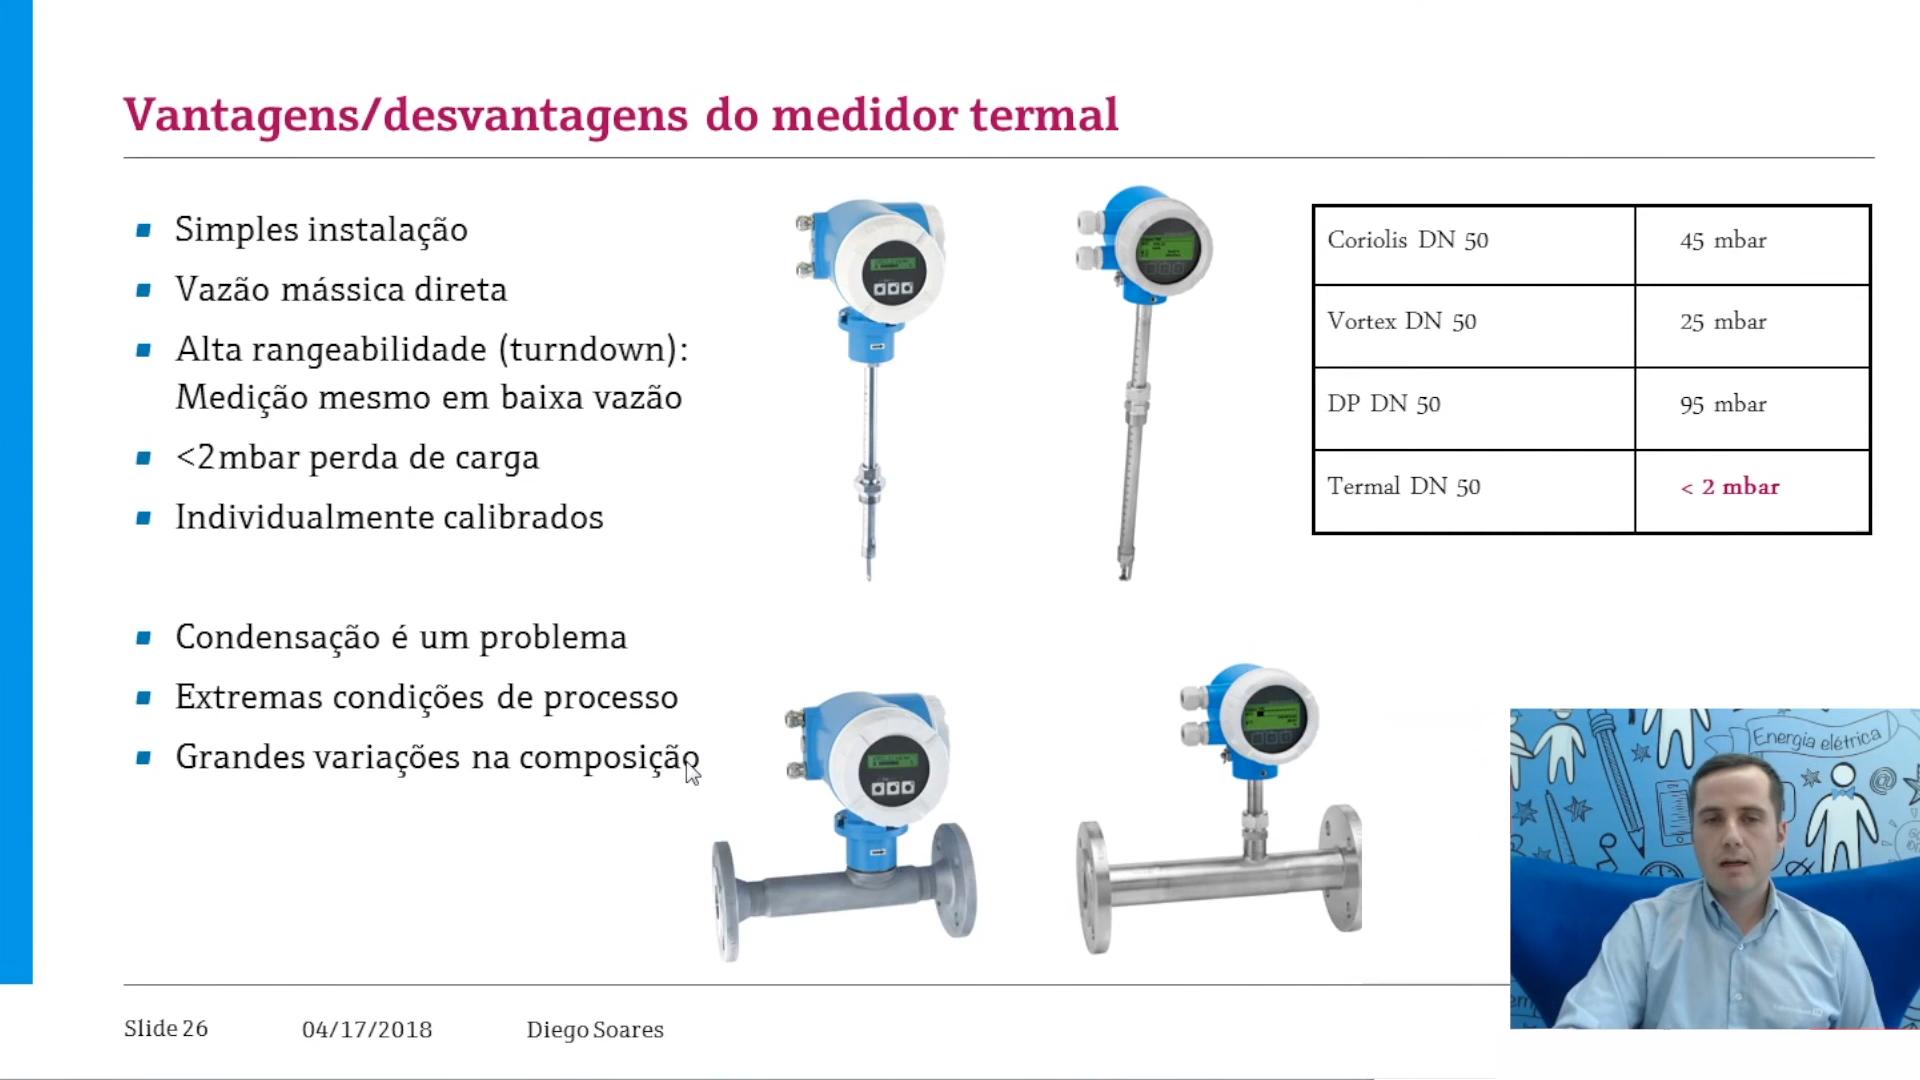 Vantagens/desvantagens do medidor termal
Simples instalação
Vazão mássica direta
Alta rangeabilidade (turndown):
Medição mesmo em baixa vazão
<2mbar perda de carga
Individualmente calibrados
Condensação é um problema
Extremas condições de processo
Grandes variações na composição
Coriolis DN 50 45 mbar
Vortex DN 50 25 mbar
DP DN 50 95 mbar
Termal DN 50 < 2 mbar
Energia elétrica
Slide 26 04/17/2018 Diego Soares